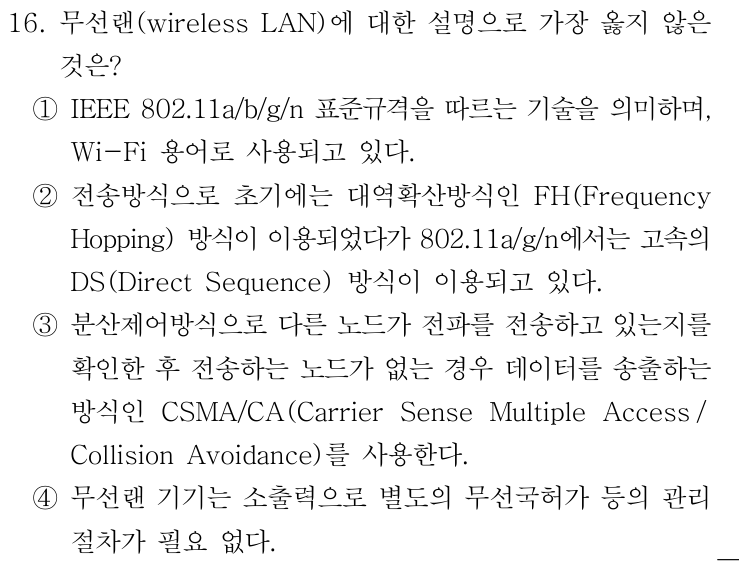 16. 무선랜(wireless LAN)에 대한 설명으로 가장 옳지 않은
것은?
① IEEE 802.11a/b/g/n 표준규격을 따르는 기술을 의미하며,
Wi-Fi 용어로 사용되고 있다.
② 전송방식으로 초기에는 대역확산방식인 FH(Frequency
Hopping) 방식이 이용되었다가 802.11a/g/n에서는 고속의
DS(Direct Sequence) 방식이 이용되고 있다.
③ 분산제어방식으로 다른 노드가 전파를 전송하고 있는지를
확인한 후 전송하는 노드가 없는 경우 데이터를 송출하는
방식인 CSMA/CA(Carrier Sense Multiple Access/
Collision Avoidance)를 사용한다.
④ 무선랜 기기는 소출력으로 별도의 무선국허가 등의 관리
절차가 필요 없다.